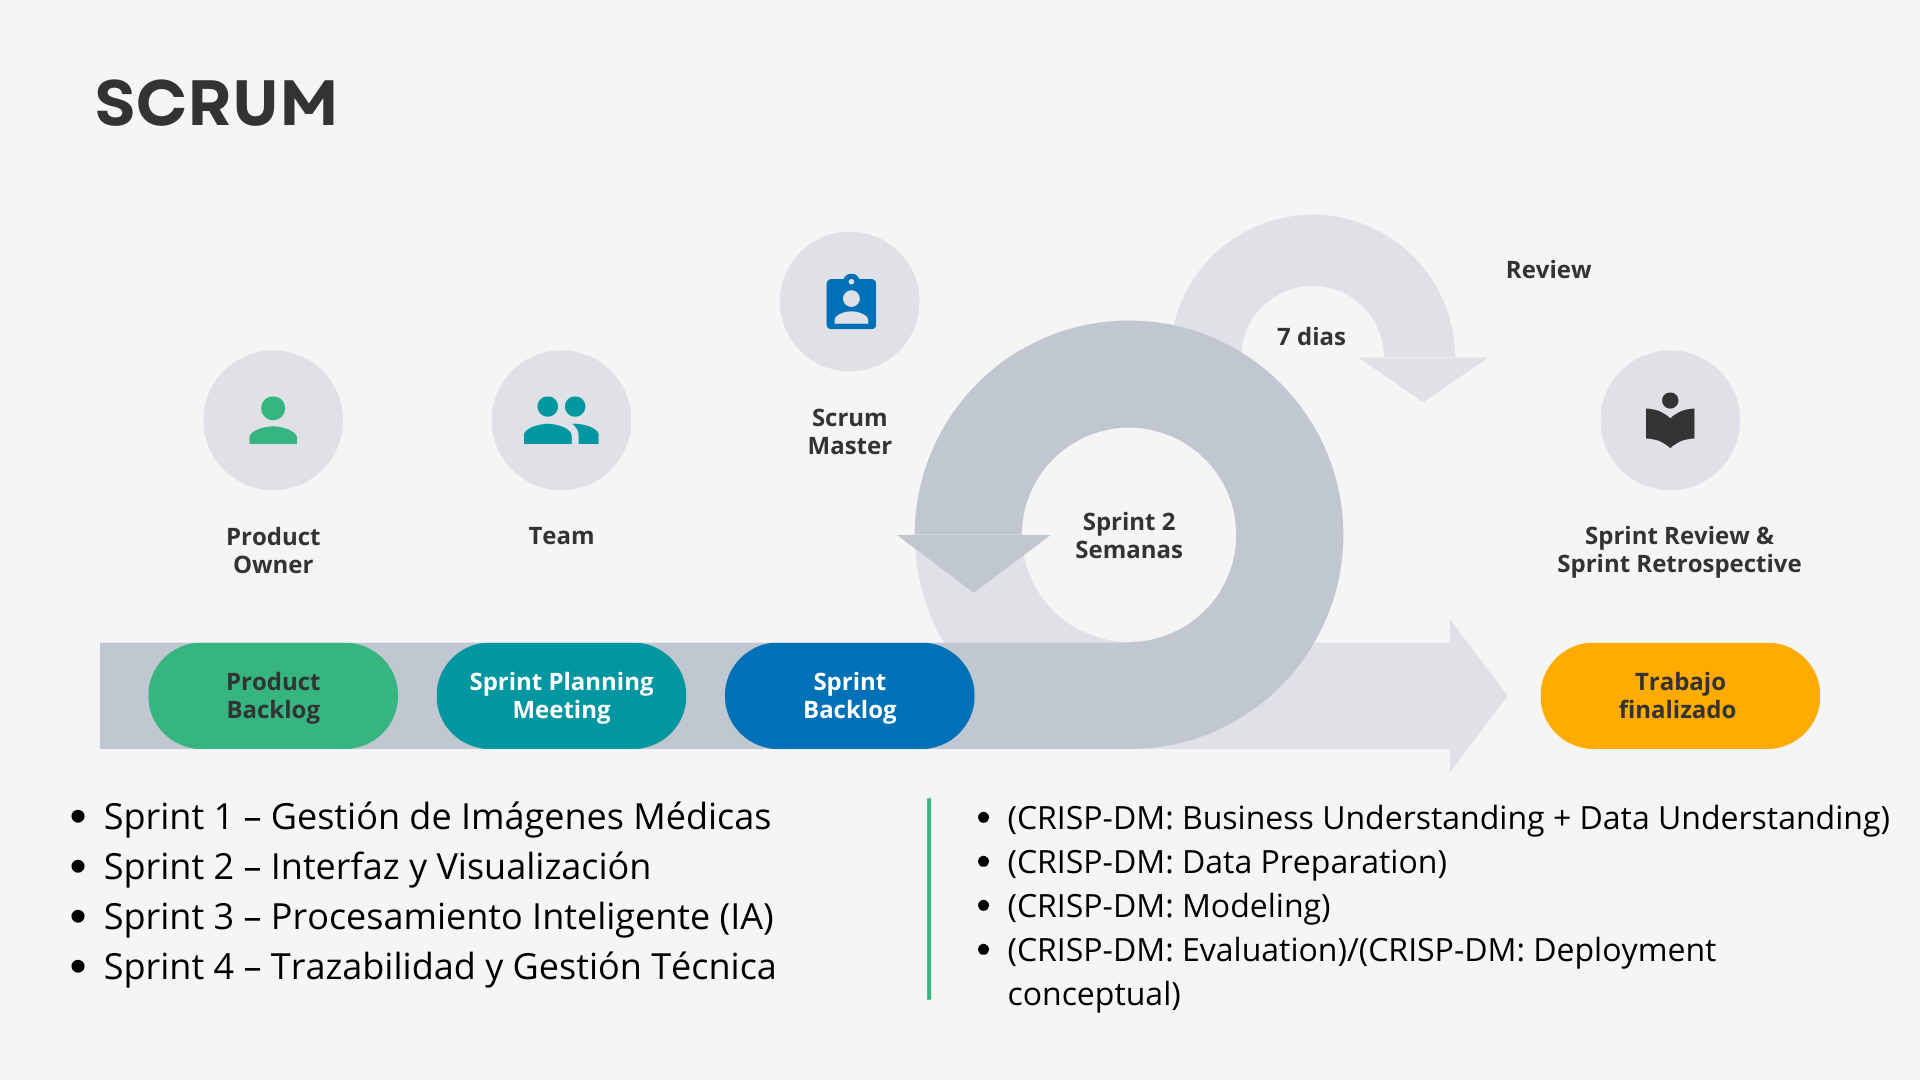 SCRUM
Review
7 dias
Scrum
Master
Product
Owner
Team
Sprint 2
Semanas
Sprint Review &
Sprint Retrospective
Product
Backlog
Sprint Planning
Meeting
Sprint
Backlog
Trabajo
finalizado
• Sprint 1 – Gestión de Imágenes Médicas
• Sprint 2 – Interfaz y Visualización
• Sprint 3 – Procesamiento Inteligente (IA)
• Sprint 4 – Trazabilidad y Gestión Técnica
• (CRISP-DM: Business Understanding + Data Understanding)
• (CRISP-DM: Data Preparation)
• (CRISP-DM: Modeling)
• (CRISP-DM: Evaluation)/(CRISP-DM: Deployment
conceptual)